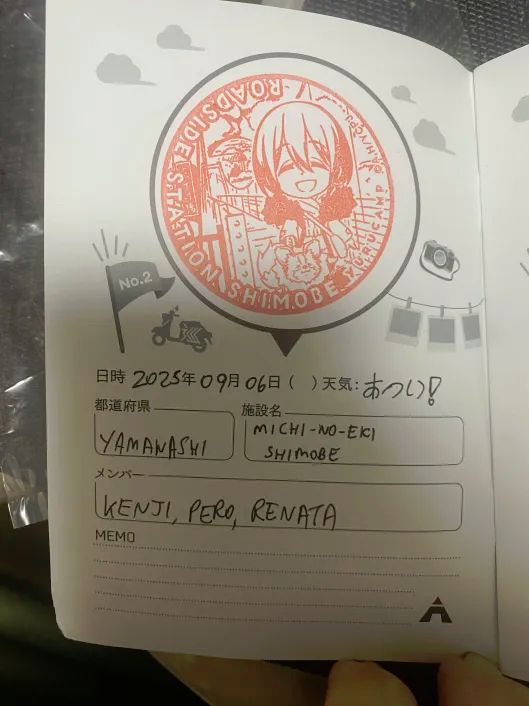 ROADSIDE STATION SHIMOBE YURUCAMP
No.2
日時 2025年 09月 06日 ( ) 天気: あつい!
都道府県
YAMANASHI
施設名
MICHI-NO-EKI
SHIMOBE
メンバー
KENJI, PERO, RENATA
MEMO